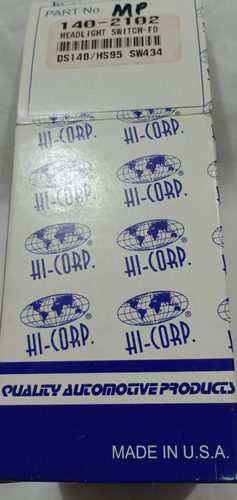 PART No. MP
140-2102
HEADLIGHT SWITCH-FD
DS140/HS95 SW434
HI-CORP.®
HI-CORP.®
HI-CORP.®
HI-CORP.®
HI-CORP.®
HI-CORP.®
HI-CORP.®
HI-CORP.®
QUALITY AUTOMOTIVE PRODUCTS
MADE IN U.S.A.